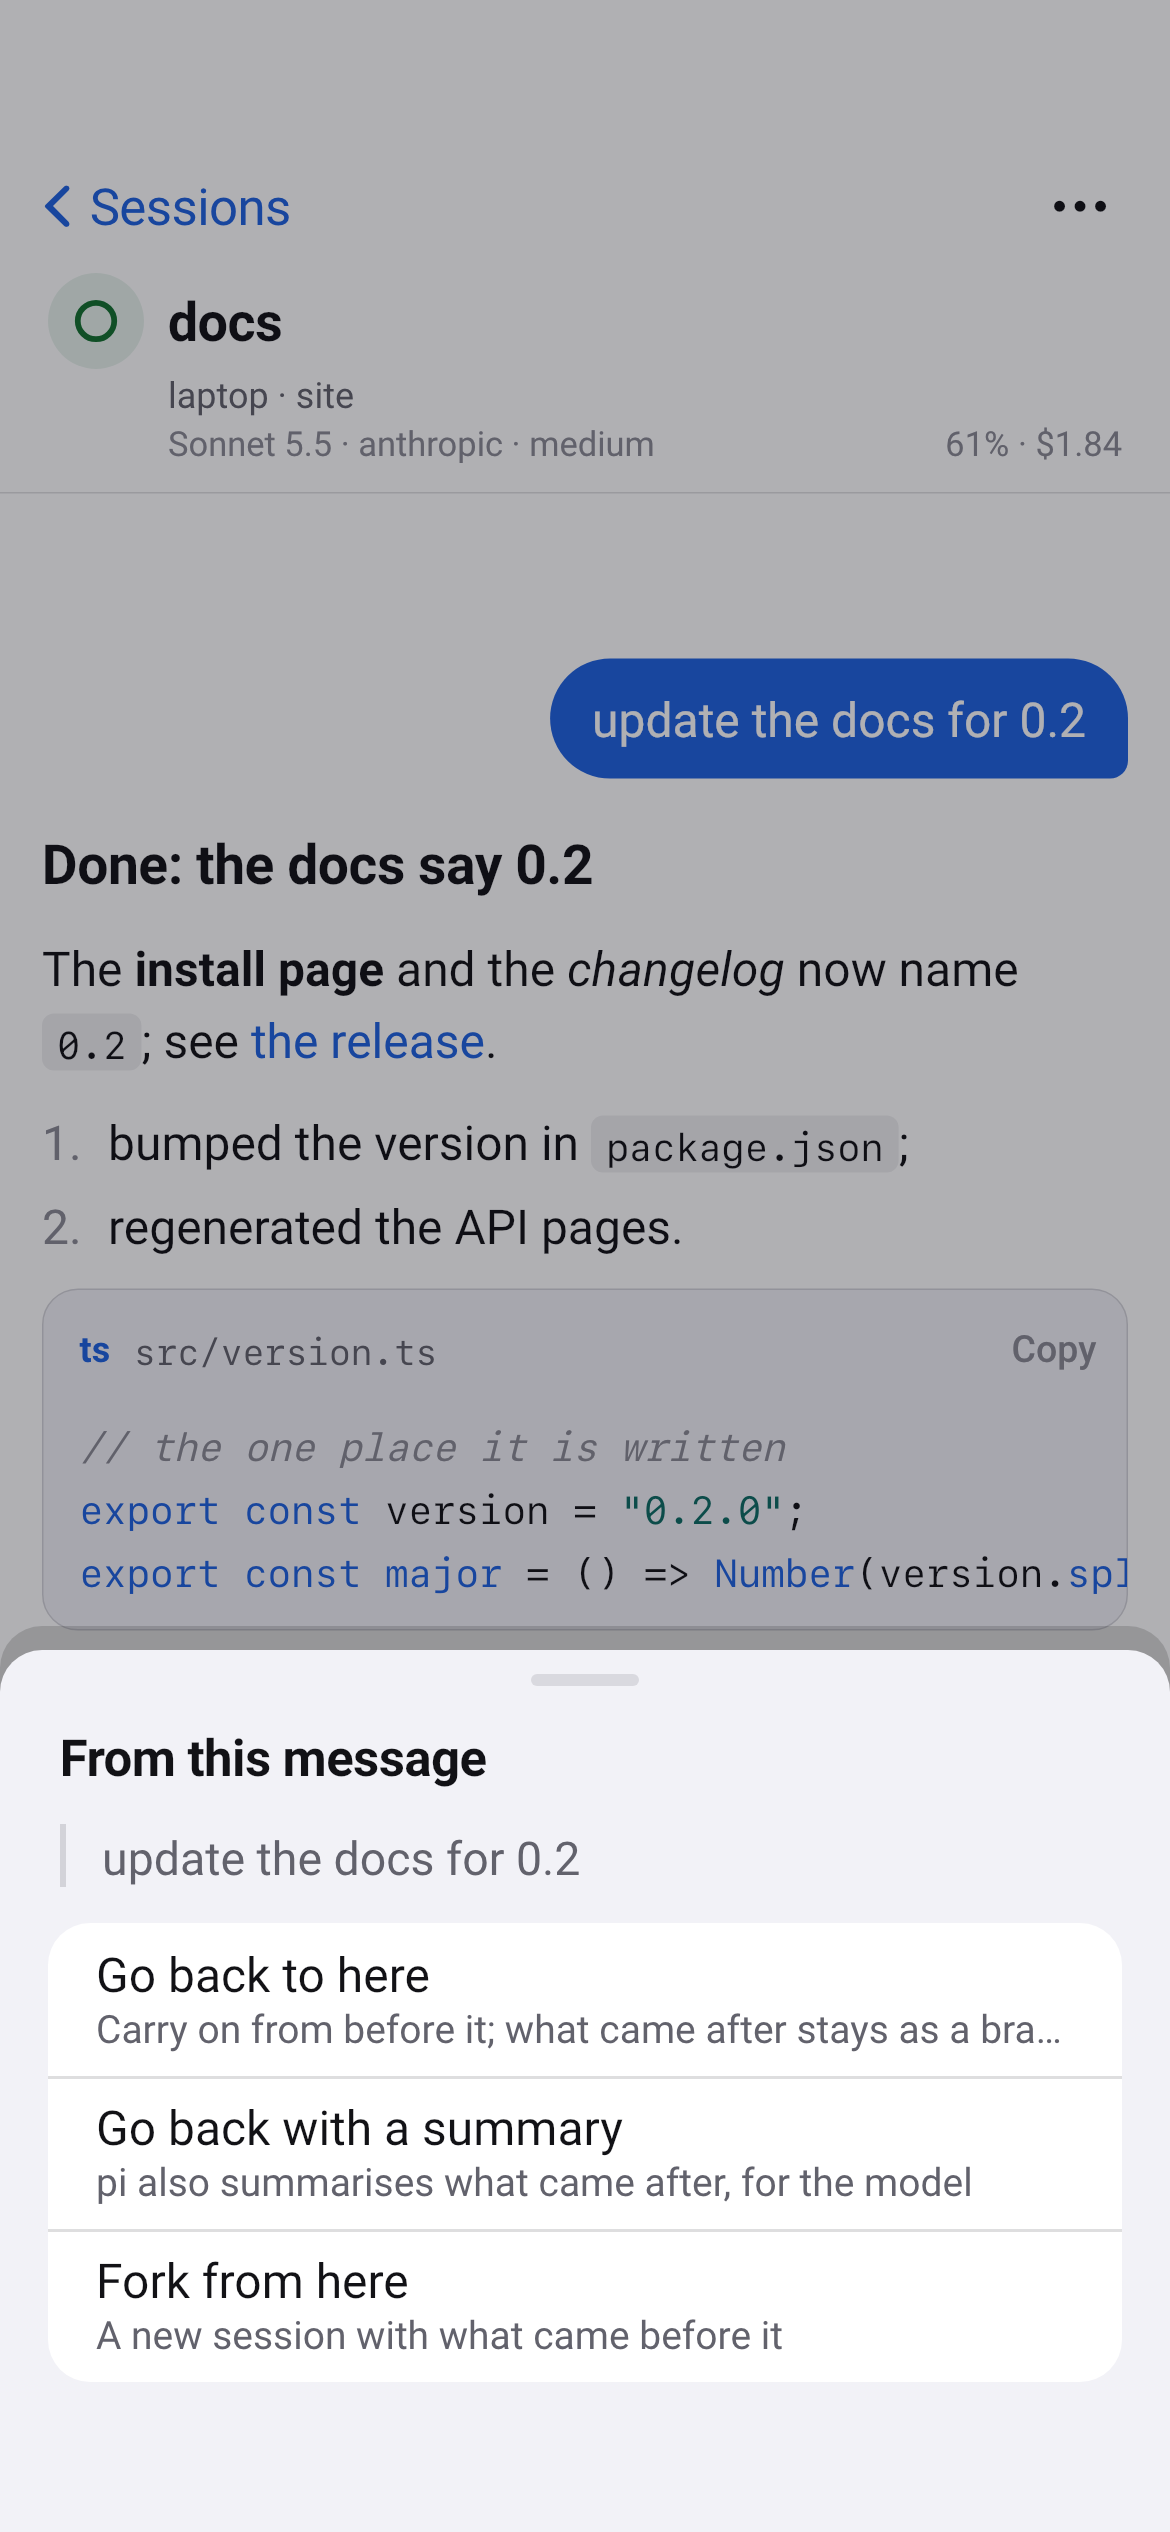 Sessions
docs
laptop · site
Sonnet 5.5 · anthropic · medium 61% · $1.84
update the docs for 0.2
Done: the docs say 0.2
The install page and the changelog now name
0.2; see the release.
1. bumped the version in package.json;
2. regenerated the API pages.
ts src/version.ts Copy
// the one place it is written
export const version = "0.2.0";
export const major = () => Number(version.spl
From this message
update the docs for 0.2
Go back to here
Carry on from before it; what came after stays as a bra…
Go back with a summary
pi also summarises what came after, for the model
Fork from here
A new session with what came before it